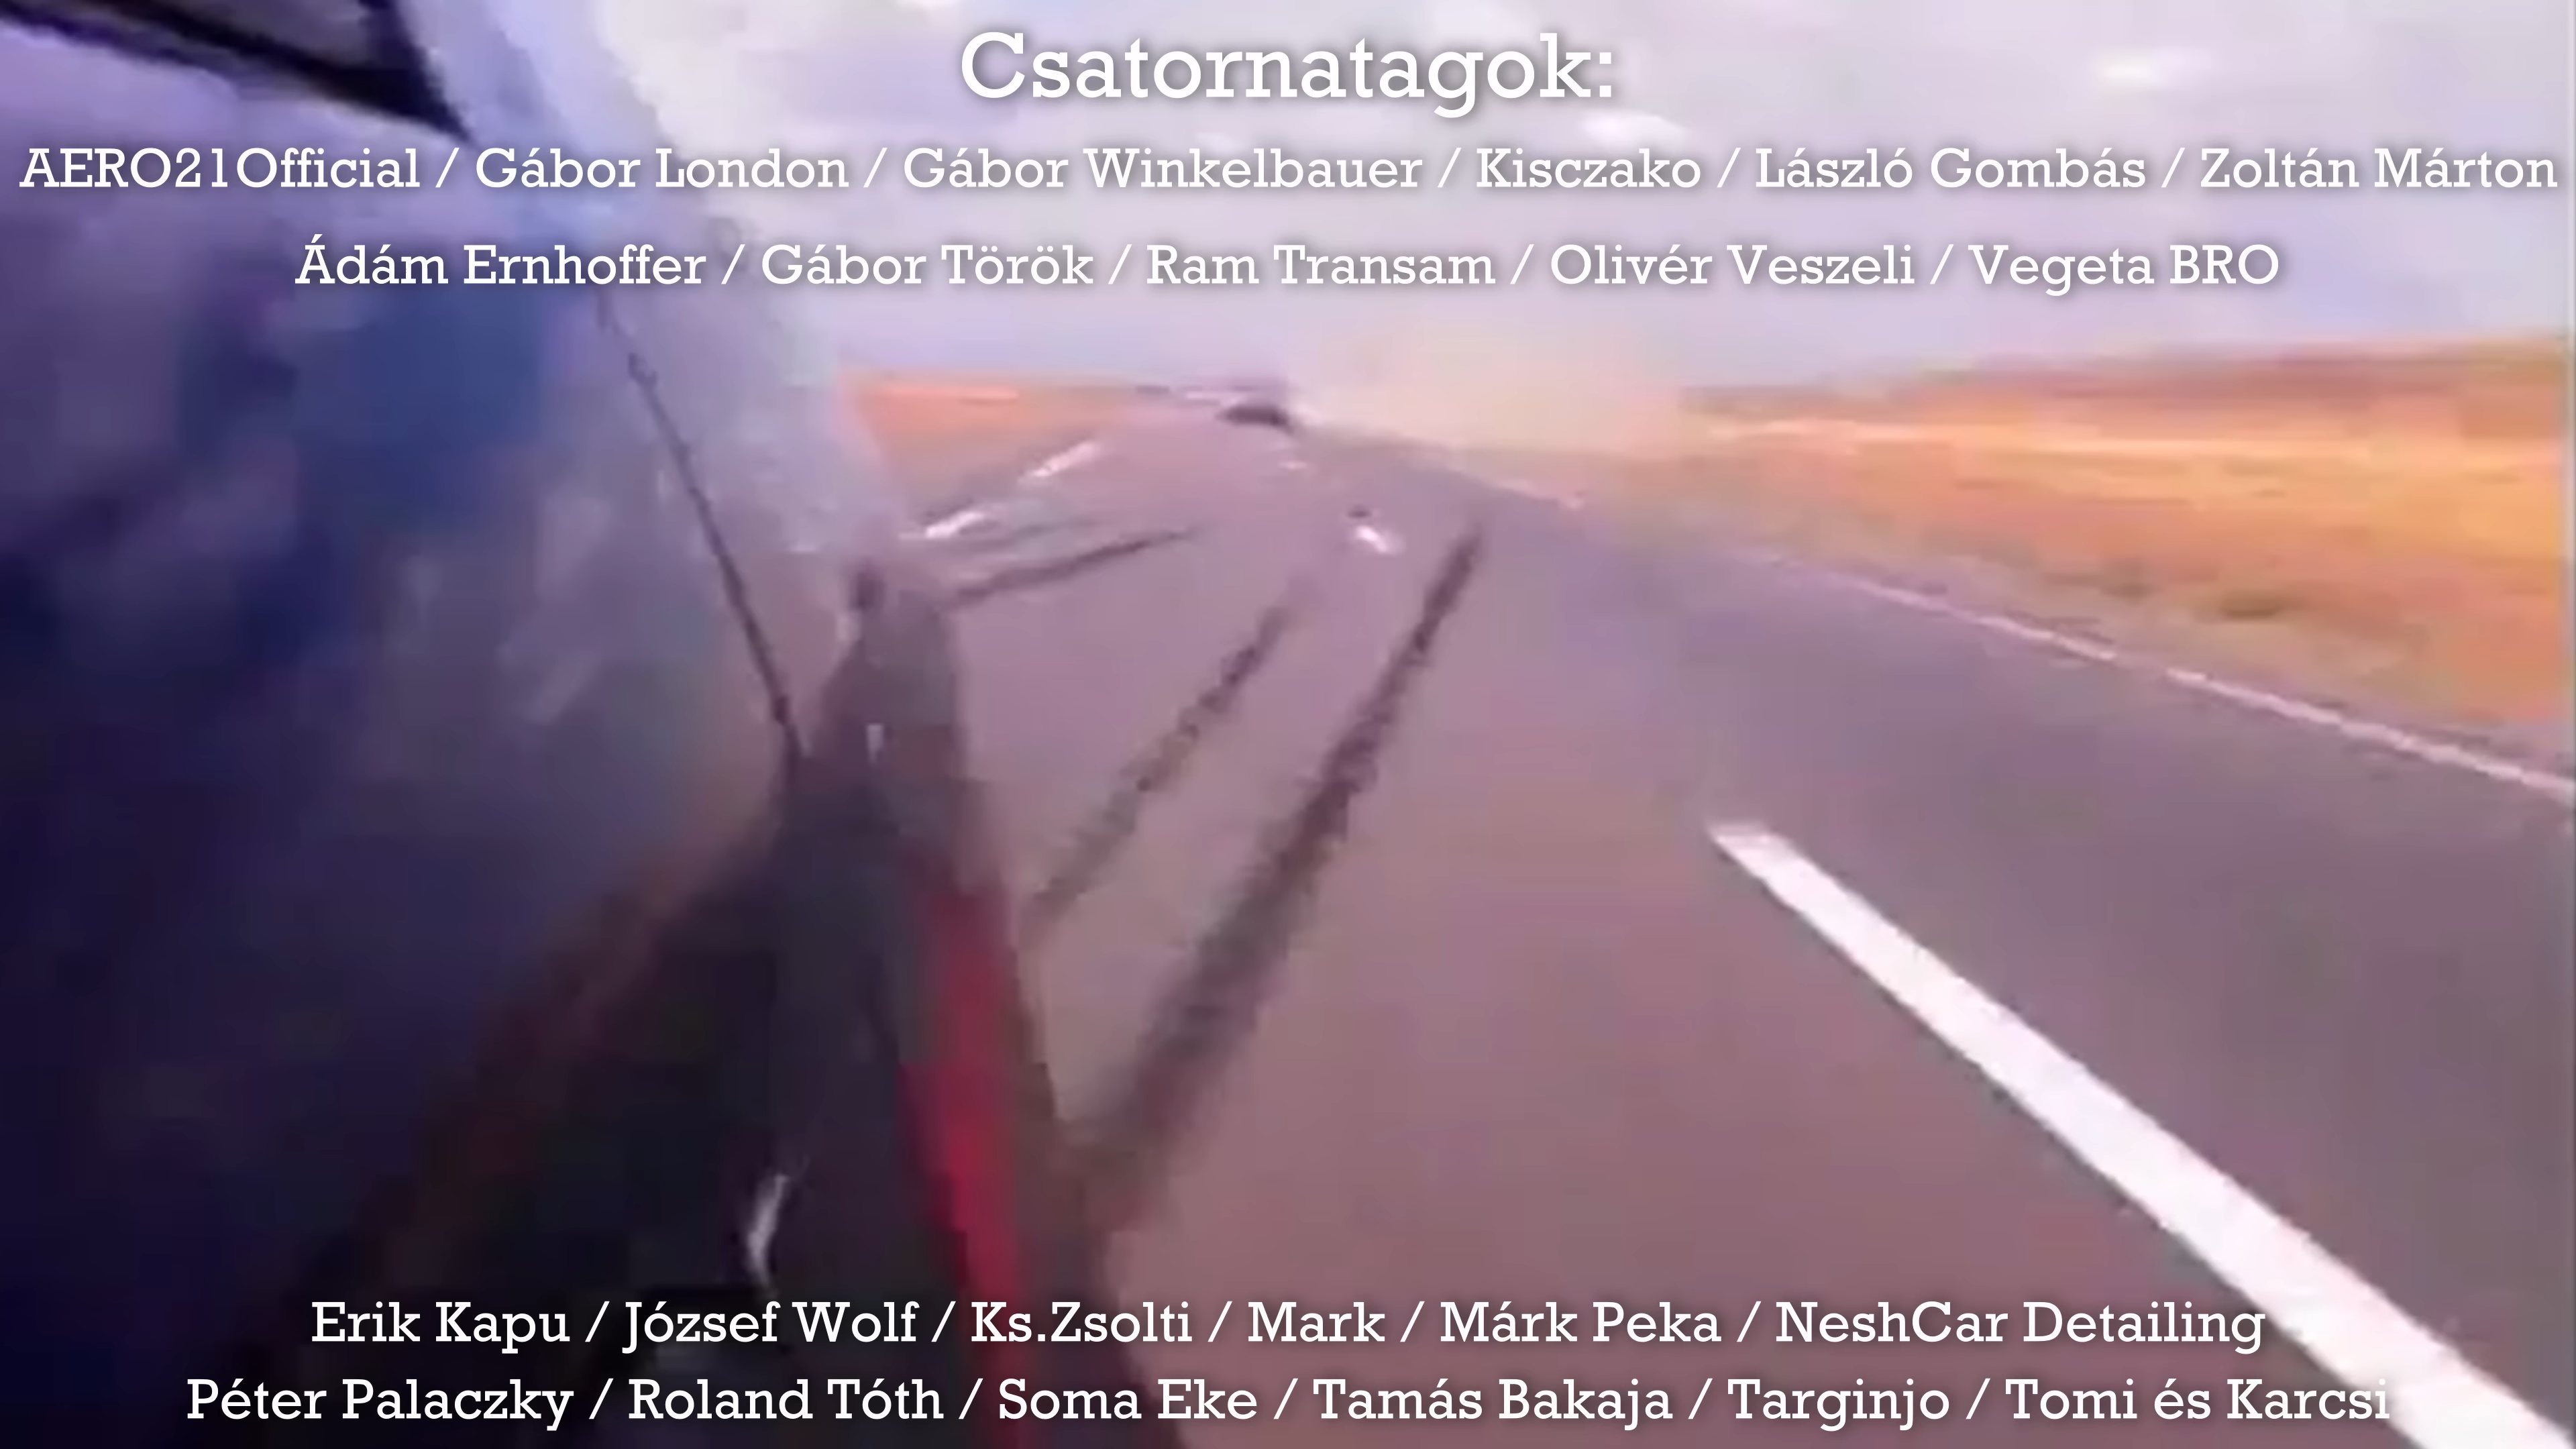 Csatornatagok:
AERO21Official / Gábor London / Gábor Winkelbauer / Kisczako / László Gombás / Zoltán Márton
Ádám Ernhoffer / Gábor Török / Ram Transam / Olivér Veszeli / Vegeta BRO
Erik Kapu / József Wolf / Ks.Zsolti / Mark / Márk Peka / NeshCar Detailing
Péter Palaczky / Roland Tóth / Soma Eke / Tamás Bakaja / Targinjo / Tomi és Karcsi